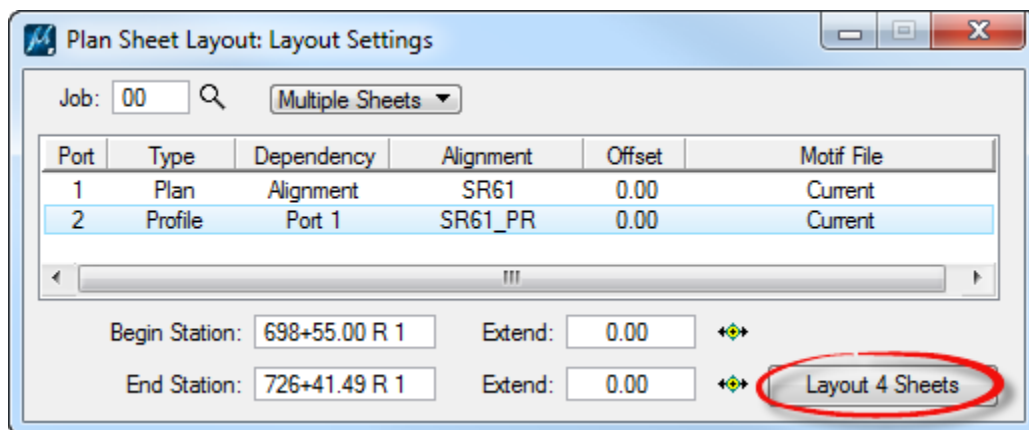 Plan Sheet Layout: Layout Settings
Job: 00 Multiple Sheets
Port Type Dependency Alignment Offset Motif File
1 Plan Alignment SR61 0.00 Current
2 Profile Port 1 SR61_PR 0.00 Current
Begin Station: 698+55.00 R 1 Extend: 0.00
End Station: 726+41.49 R 1 Extend: 0.00 Layout 4 Sheets